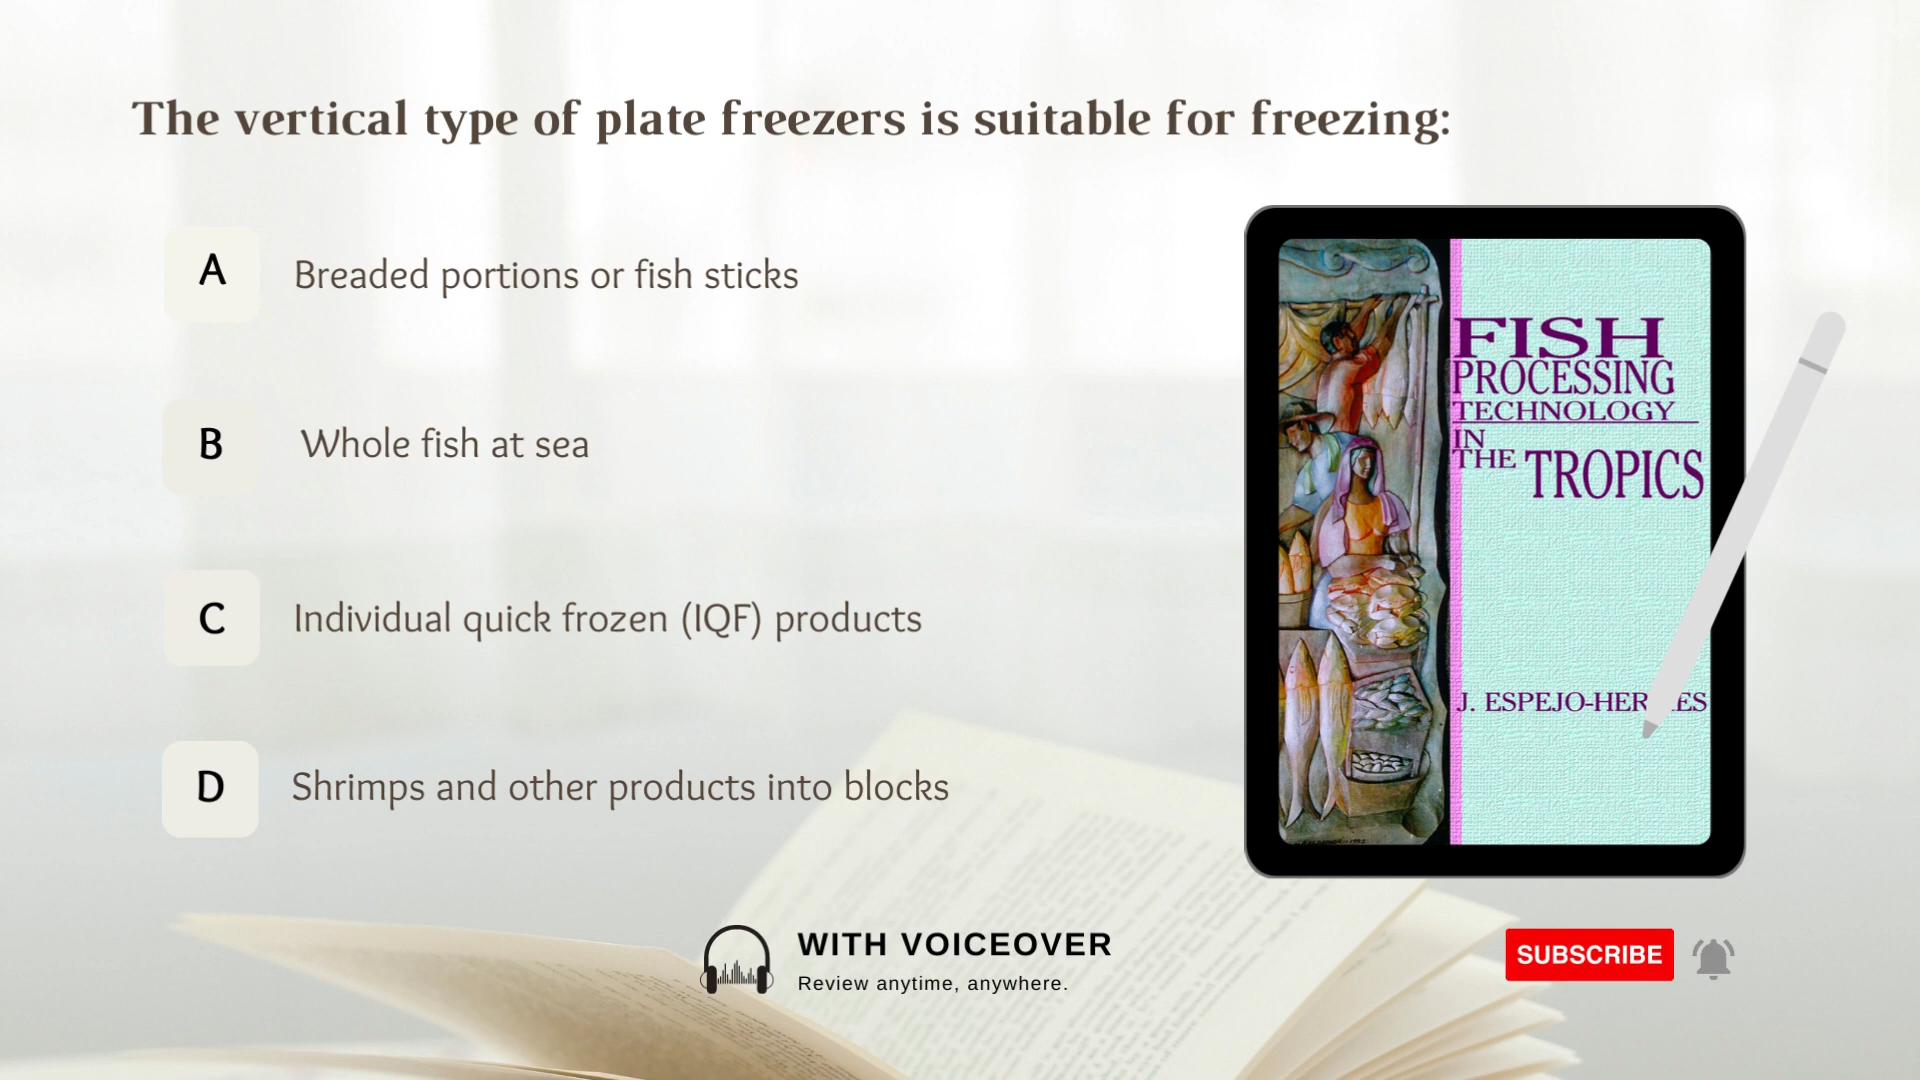 The vertical type of plate freezers is suitable for freezing:
A
Breaded portions or fish sticks
B
Whole fish at sea
C
Individual quick frozen (IQF) products
D
Shrimps and other products into blocks
FISH
PROCESSING
TECHNOLOGY
IN
THE TROPICS
J. ESPEJO-HER ES
WITH VOICEOVER
Review anytime, anywhere.
SUBSCRIBE